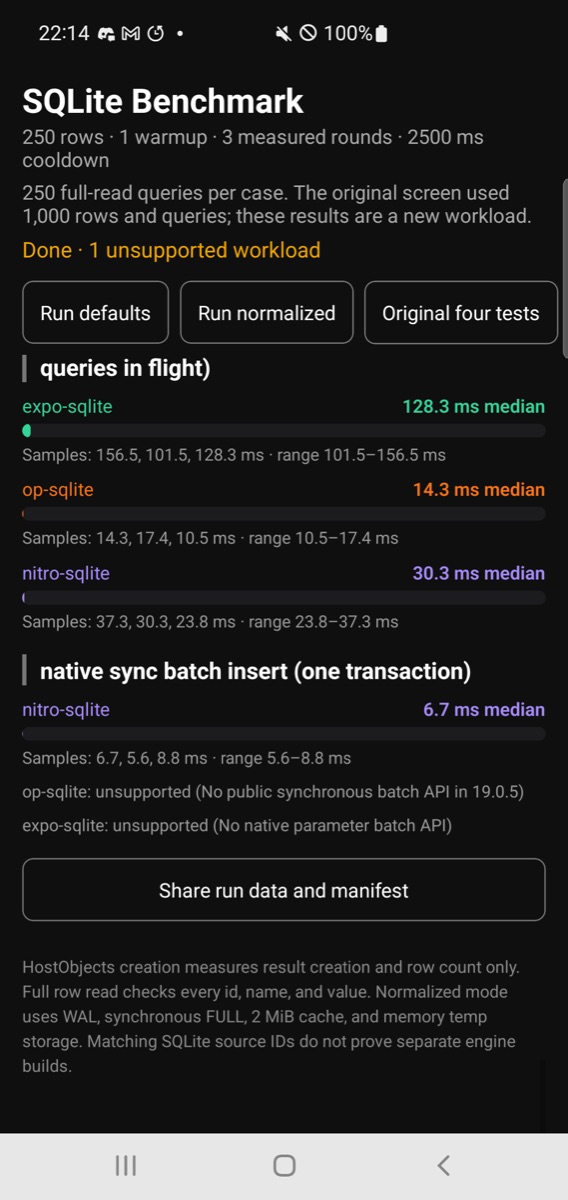 22:14
100%
SQLite Benchmark
250 rows · 1 warmup · 3 measured rounds · 2500 ms
cooldown
250 full-read queries per case. The original screen used
1,000 rows and queries; these results are a new workload.
Done · 1 unsupported workload
Run defaults
Run normalized
Original four tests
queries in flight)
expo-sqlite
128.3 ms median
Samples: 156.5, 101.5, 128.3 ms · range 101.5–156.5 ms
op-sqlite
14.3 ms median
Samples: 14.3, 17.4, 10.5 ms · range 10.5–17.4 ms
nitro-sqlite
30.3 ms median
Samples: 37.3, 30.3, 23.8 ms · range 23.8–37.3 ms
native sync batch insert (one transaction)
nitro-sqlite
6.7 ms median
Samples: 6.7, 5.6, 8.8 ms · range 5.6–8.8 ms
op-sqlite: unsupported (No public synchronous batch API in 19.0.5)
expo-sqlite: unsupported (No native parameter batch API)
Share run data and manifest
HostObjects creation measures result creation and row count only.
Full row read checks every id, name, and value. Normalized mode
uses WAL, synchronous FULL, 2 MiB cache, and memory temp
storage. Matching SQLite source IDs do not prove separate engine
builds.